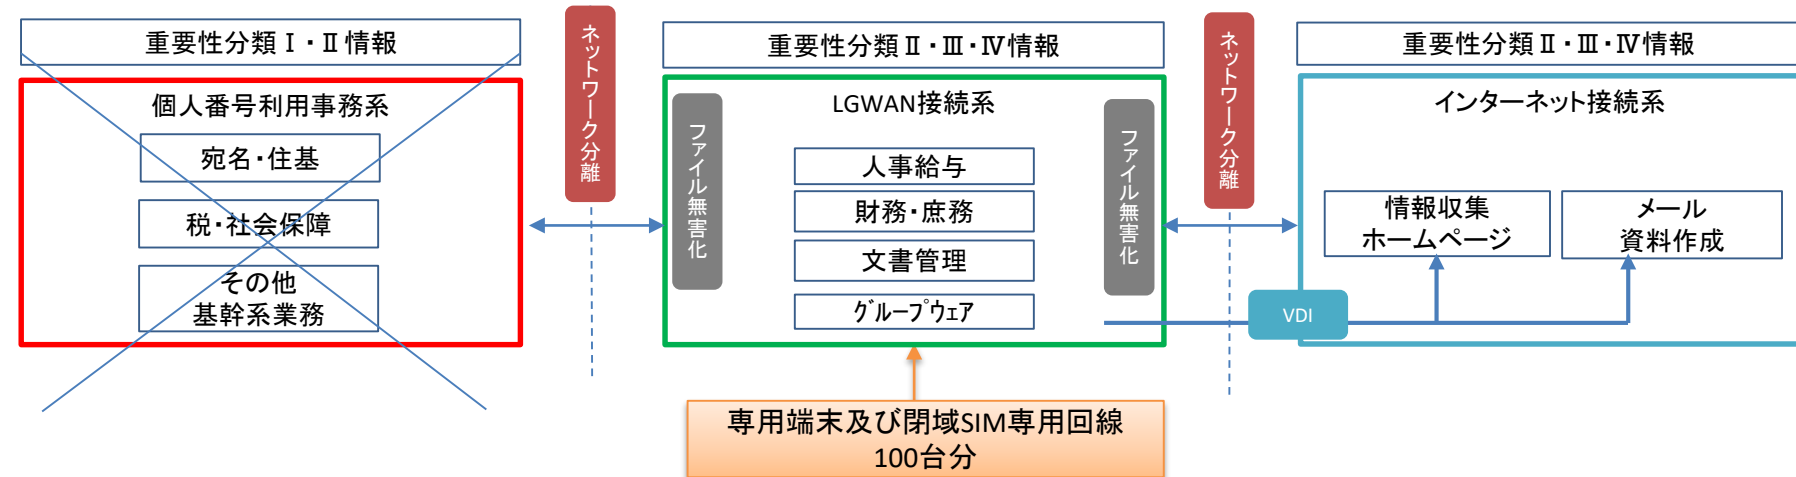 重要性分類Ⅰ・Ⅱ情報
個人番号利用事務系
宛名・住基
税・社会保障
その他
基幹系業務
ネットワーク分離
重要性分類Ⅱ・Ⅲ・Ⅳ情報
LGWAN接続系
ファイル無害化
人事給与
財務・庶務
文書管理
グループウェア
ファイル無害化
専用端末及び閉域SIM専用回線
100台分
ネットワーク分離
VDI
重要性分類Ⅱ・Ⅲ・Ⅳ情報
インターネット接続系
情報収集
ホームページ
メール
資料作成